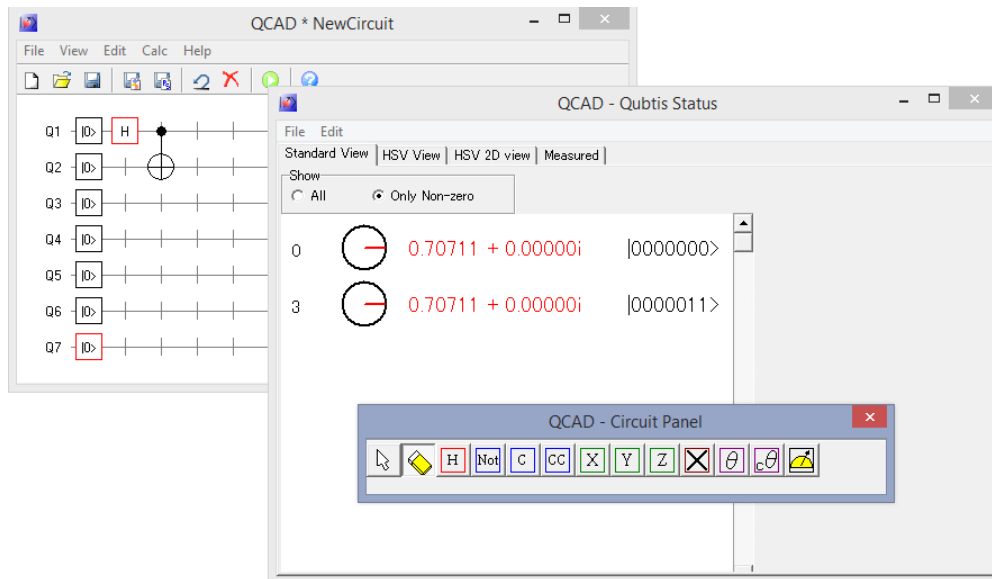 QCAD * NewCircuit
File View Edit Calc Help
Q1 |0> H
Q2 |0>
Q3 |0>
Q4 |0>
Q5 |0>
Q6 |0>
Q7 |0>
QCAD - Qubtis Status
File Edit
Standard View HSV View HSV 2D view Measured
Show
All Only Non-zero
0 0.70711 + 0.00000i |0000000>
3 0.70711 + 0.00000i |0000011>
QCAD - Circuit Panel
H Not C CC X Y Z θ cθ